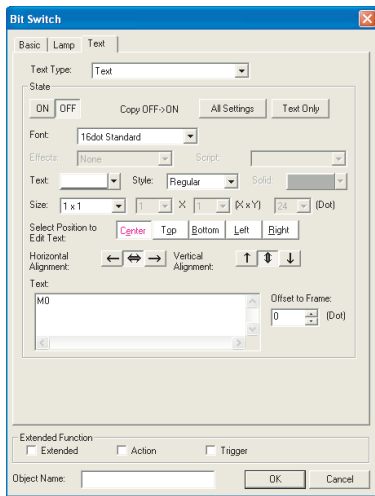 Bit Switch
Basic Lamp Text
Text Type: Text
State
ON OFF Copy OFF->ON All Settings Text Only
Font: 16dot Standard
Effects: None Script:
Text: Style: Regular Solid:
Size: 1 x 1 1 X 1 (X x Y) 24 (Dot)
Select Position to
Edit Text: Center Top Bottom Left Right
Horizontal
Alignment: ← ⇔ → Vertical
Alignment: ↑ ⇕ ↓
Text:
M0
Offset to Frame:
0 (Dot)
Extended Function
Extended Action Trigger
Object Name: OK Cancel